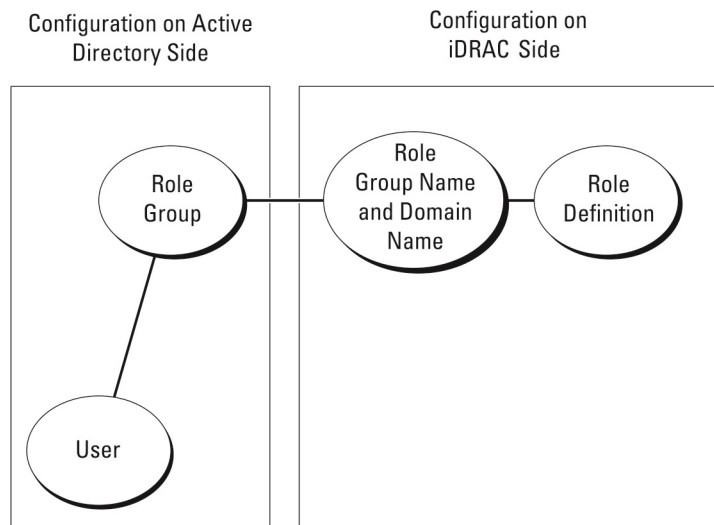 Configuration on Active
Directory Side
Configuration on
iDRAC Side
Role
Group
Role
Group Name
and Domain
Name
Role
Definition
User